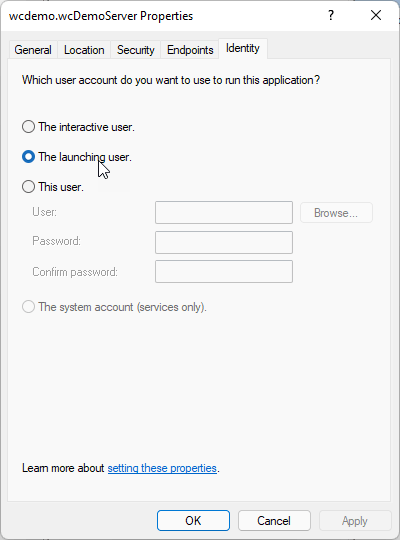 wcdemo.wcDemoServer Properties ?
General Location Security Endpoints Identity
Which user account do you want to use to run this application?
The interactive user.
The launching user.
This user.
User: Browse...
Password:
Confirm password:
The system account (services only).
Learn more about setting these properties.
OK Cancel Apply